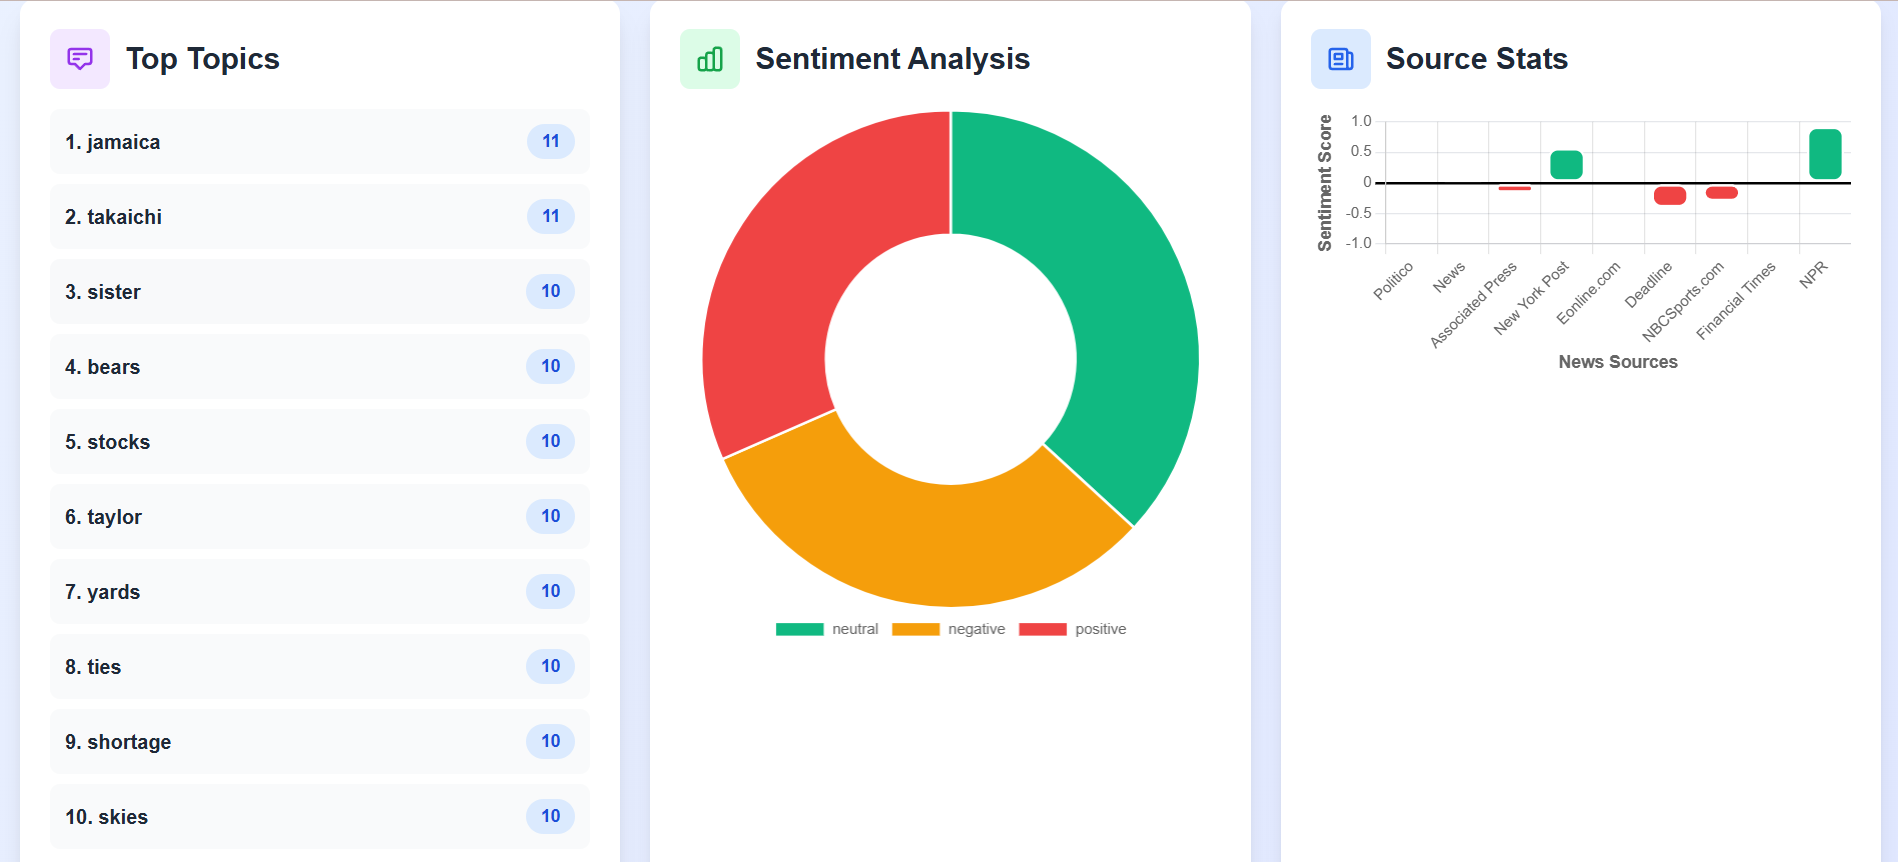 Top Topics
1. jamaica 11
2. takaichi 11
3. sister 10
4. bears 10
5. stocks 10
6. taylor 10
7. yards 10
8. ties 10
9. shortage 10
10. skies 10
Sentiment Analysis
neutral negative positive
Source Stats
Sentiment Score
1.0
0.5
0
-0.5
-1.0
Politico
News
Associated Press
New York Post
Eonline.com
Deadline
NBCSports.com
Financial Times
NPR
News Sources